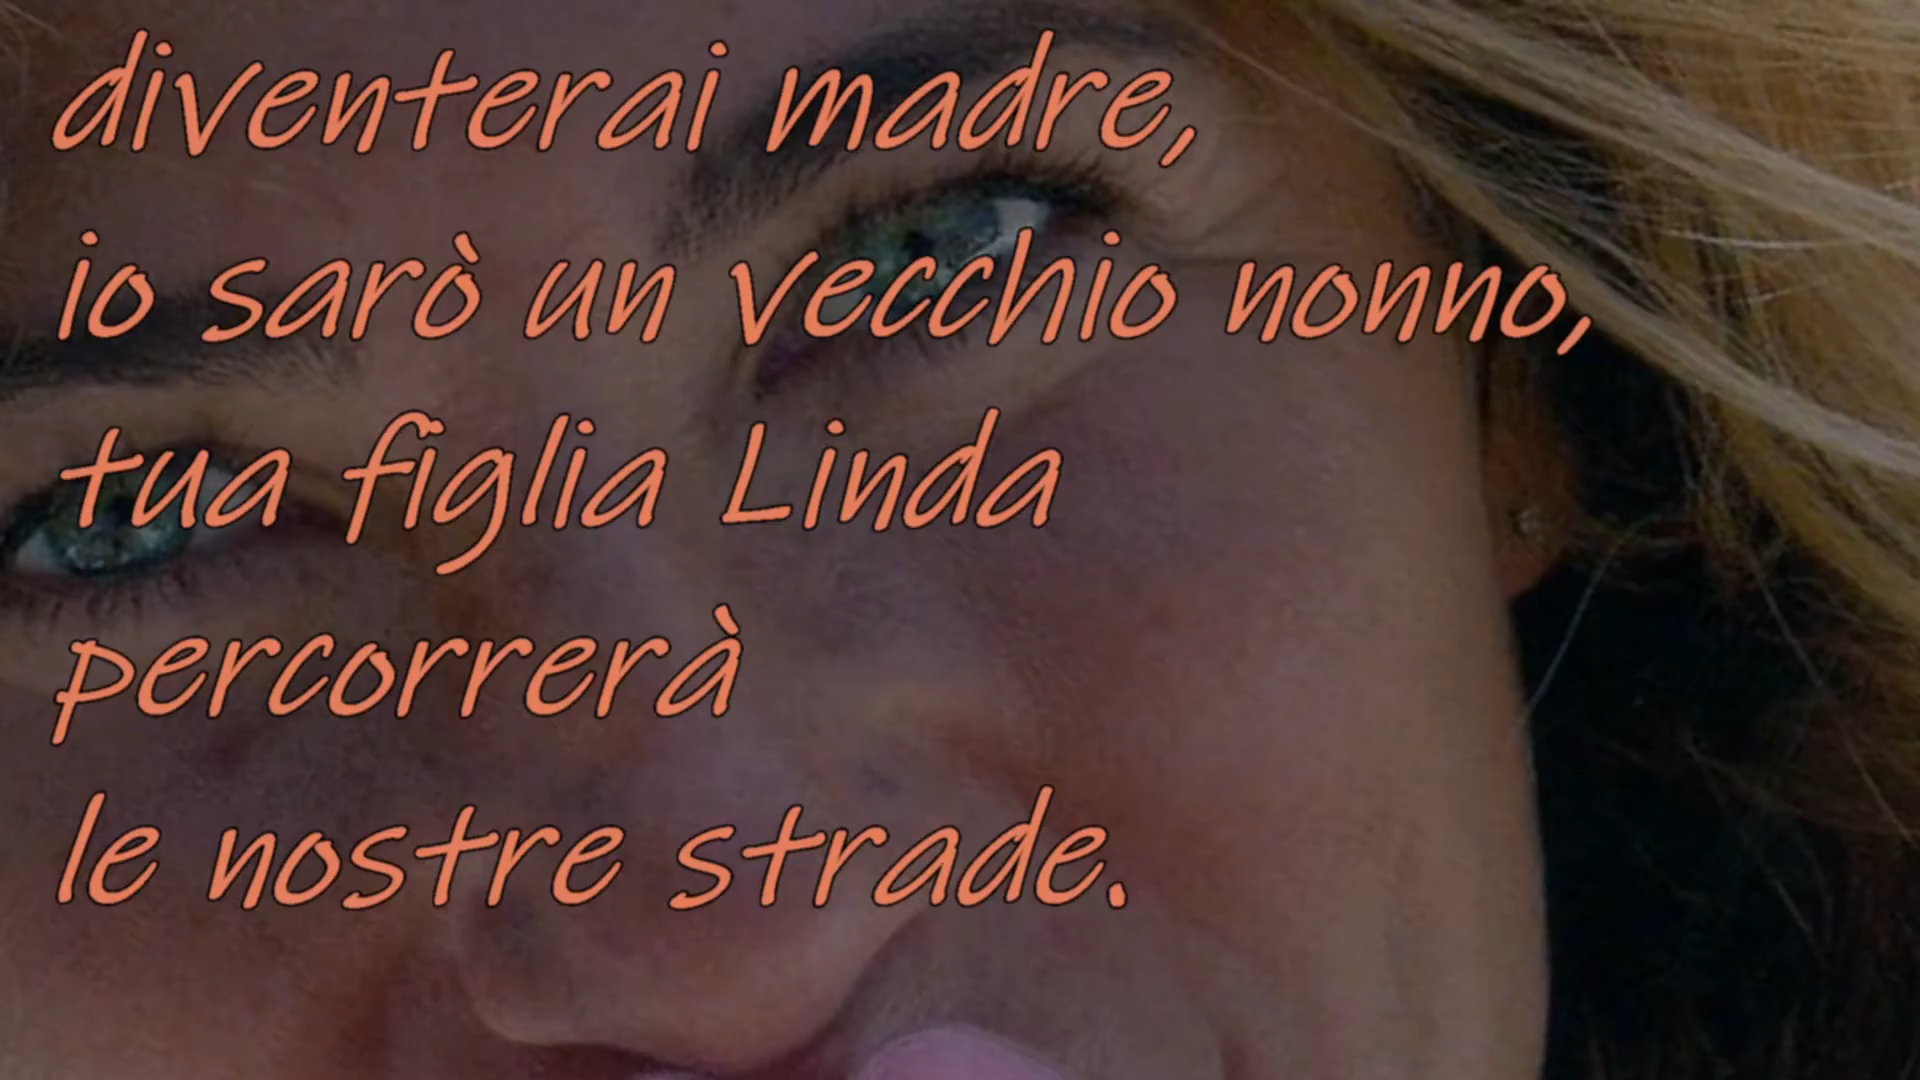 diventerai madre,
io sarò un vecchio nonno,
tua figlia Linda
percorrerà
le nostre strade.